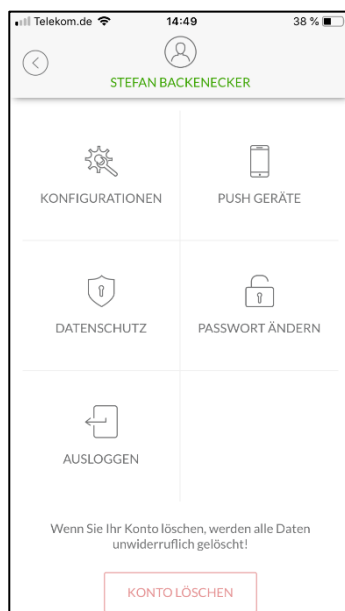 Telekom.de 14:49 38 %
STEFAN BACKENECKER
KONFIGURATIONEN PUSH GERÄTE
DATENSCHUTZ PASSWORT ÄNDERN
AUSLOGGEN
Wenn Sie Ihr Konto löschen, werden alle Daten
unwiderruflich gelöscht!
KONTO LÖSCHEN